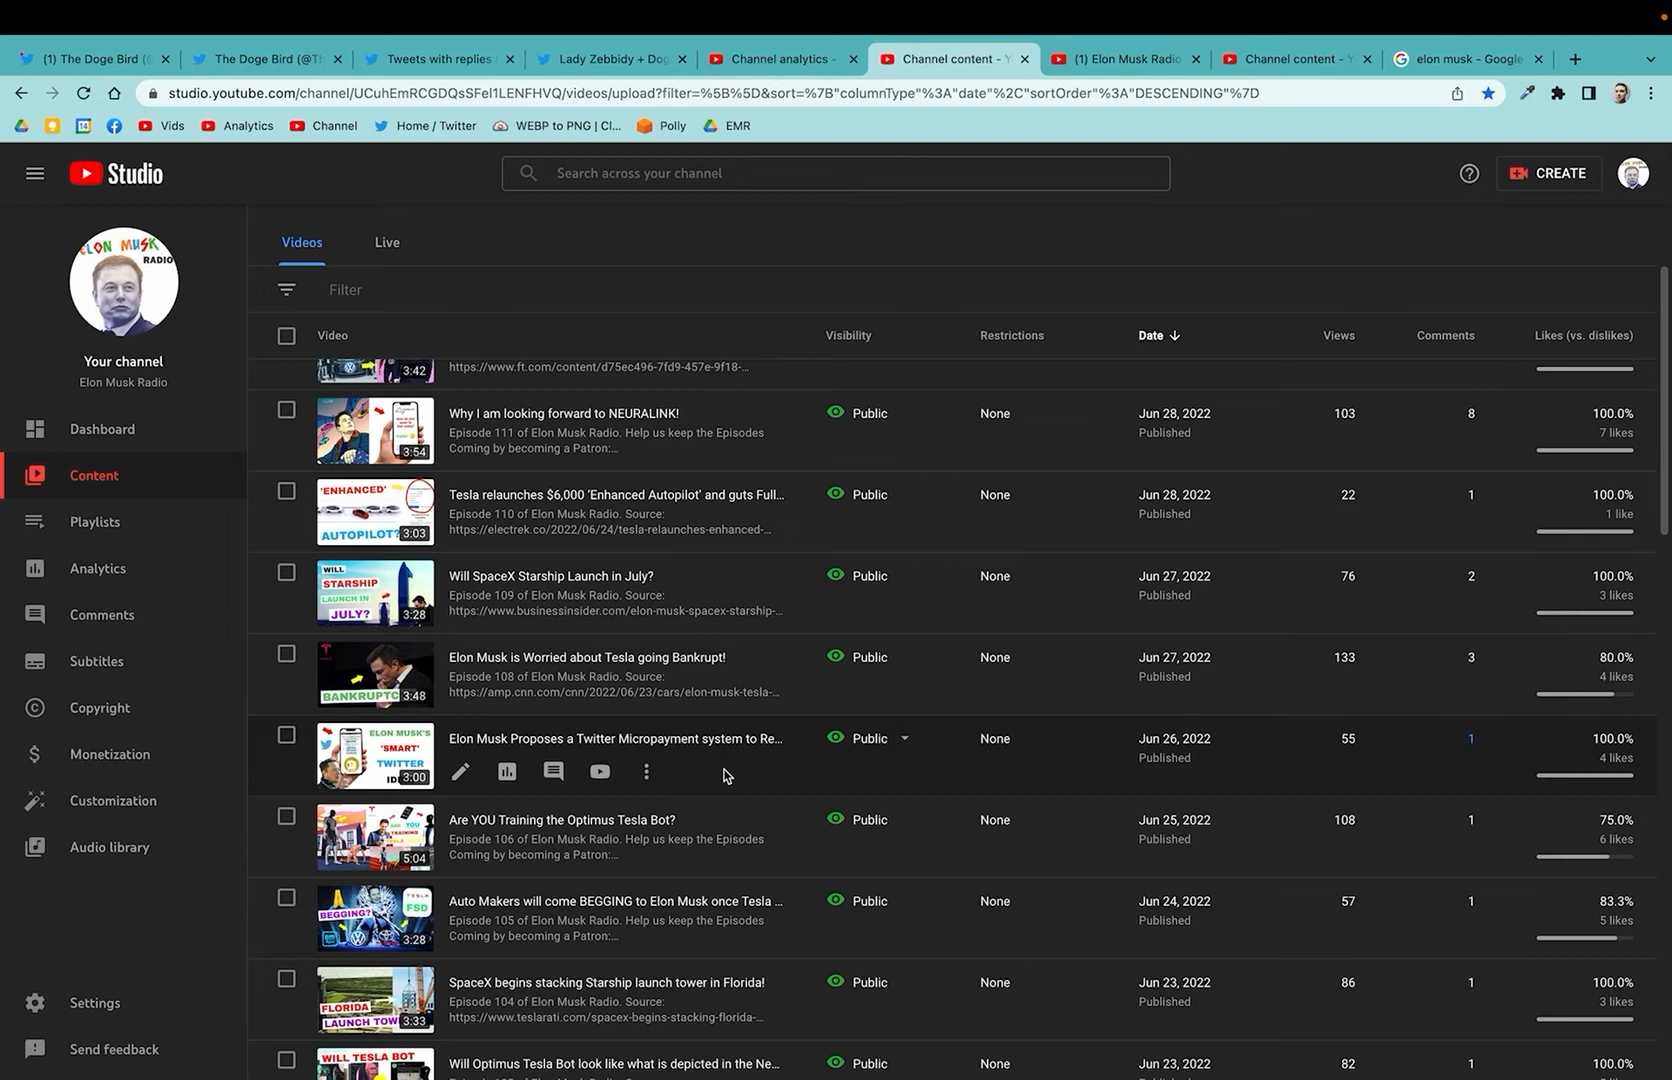 (1) The Doge Bird (@
The Doge Bird (@Th
Tweets with replies
Lady Zebbidy + Dog
Channel analytics -
Channel content - Y
(1) Elon Musk Radio
Channel content - Y
elon musk - Google
studio.youtube.com/channel/UCuhEmRCGDQsSFel1LENFHVQ/videos/upload?filter=%5B%5D&sort=%7B"columnType"%3A"date"%2C"sortOrder"%3A"DESCENDING"%7D
Vids
Analytics
Channel
Home / Twitter
WEBP to PNG | Cl...
Polly
EMR
Studio
Search across your channel
CREATE
ELON MUSK
RADIO
Your channel
Elon Musk Radio
Dashboard
Content
Playlists
Analytics
Comments
Subtitles
Copyright
Monetization
Customization
Audio library
Settings
Send feedback
Videos
Live
Filter
Video
Visibility
Restrictions
Date
Views
Comments
Likes (vs. dislikes)
3:42
https://www.ft.com/content/d75ec496-7fd9-457e-9f18-...
3:54
Why I am looking forward to NEURALINK!
Episode 111 of Elon Musk Radio. Help us keep the Episodes
Coming by becoming a Patron:...
Public
None
Jun 28, 2022
Published
103
8
100.0%
7 likes
'ENHANCED'
AUTOPILOT?
3:03
Tesla relaunches $6,000 'Enhanced Autopilot' and guts Full...
Episode 110 of Elon Musk Radio. Source:
https://electrek.co/2022/06/24/tesla-relaunches-enhanced-...
Public
None
Jun 28, 2022
Published
22
1
100.0%
1 like
WILL
STARSHIP
LAUNCH IN
JULY?
3:28
Will SpaceX Starship Launch in July?
Episode 109 of Elon Musk Radio. Source:
https://www.businessinsider.com/elon-musk-spacex-starship-...
Public
None
Jun 27, 2022
Published
76
2
100.0%
3 likes
BANKRUPTC
3:48
Elon Musk is Worried about Tesla going Bankrupt!
Episode 108 of Elon Musk Radio. Source:
https://amp.cnn.com/cnn/2022/06/23/cars/elon-musk-tesla-...
Public
None
Jun 27, 2022
Published
133
3
80.0%
4 likes
ELON MUSK'S
'SMART'
TWITTER
ID
3:00
Elon Musk Proposes a Twitter Micropayment system to Re...
Public
None
Jun 26, 2022
Published
55
1
100.0%
4 likes
ARE YOU
TRAINING
5:04
Are YOU Training the Optimus Tesla Bot?
Episode 106 of Elon Musk Radio. Help us keep the Episodes
Coming by becoming a Patron:...
Public
None
Jun 25, 2022
Published
108
1
75.0%
6 likes
BEGGING?
TESLA
FSD
gm
3:28
Auto Makers will come BEGGING to Elon Musk once Tesla ...
Episode 105 of Elon Musk Radio. Help us keep the Episodes
Coming by becoming a Patron:...
Public
None
Jun 24, 2022
Published
57
1
83.3%
5 likes
FLORIDA
LAUNCH TOW
3:33
SpaceX begins stacking Starship launch tower in Florida!
Episode 104 of Elon Musk Radio. Source:
https://www.teslarati.com/spacex-begins-stacking-florida-...
Public
None
Jun 23, 2022
Published
86
1
100.0%
3 likes
WILL TESLA BOT
Will Optimus Tesla Bot look like what is depicted in the Ne...
Public
None
Jun 23, 2022
82
1
100.0%